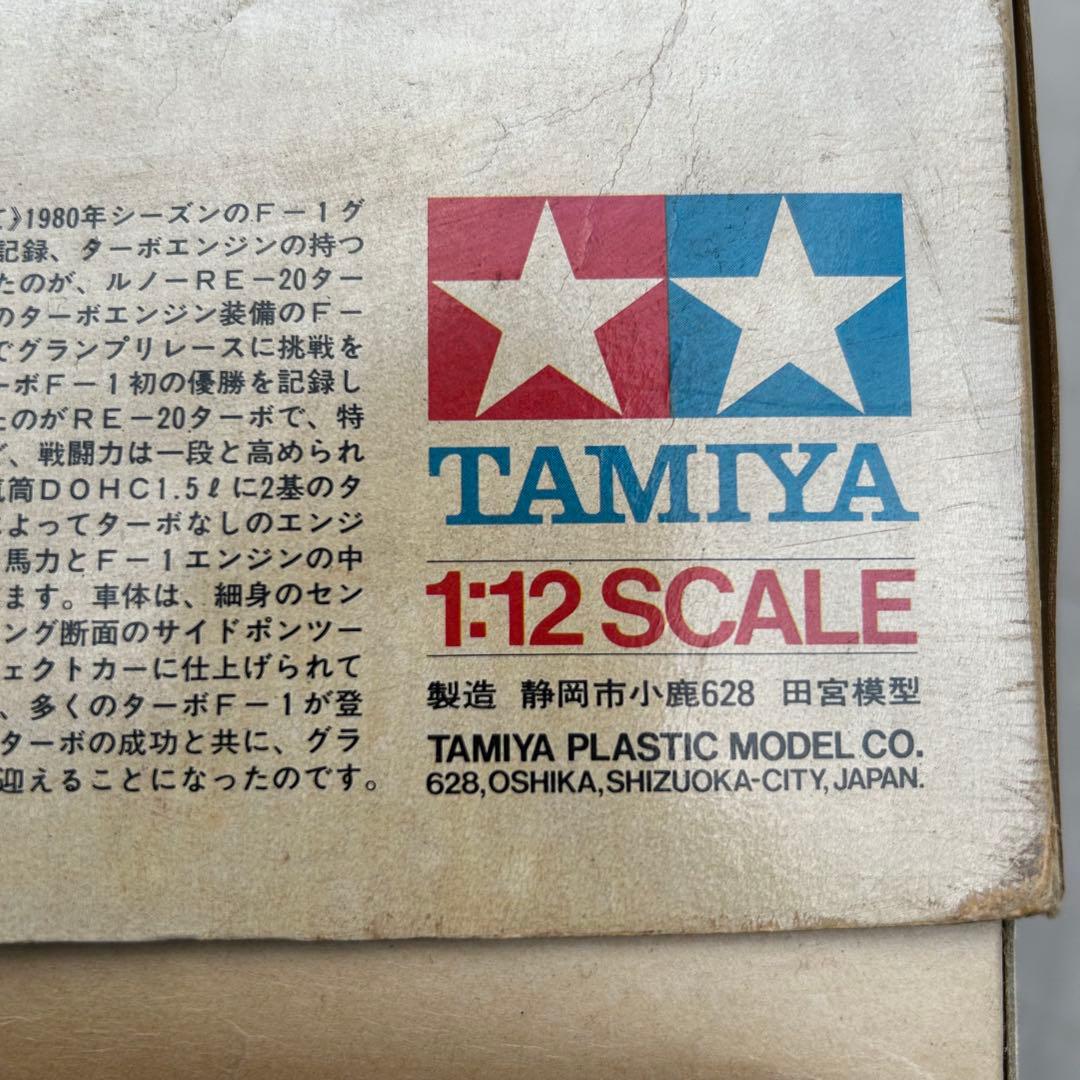 て》1980年シーズンのF－1グ
記録、ターボエンジンの持つ
たのが、ルノーRE－20ター
のターボエンジン装備のF－
でグランプリレースに挑戦を
ーボF－1初の優勝を記録し
たのがRE－20ターボで、特
ど、戦闘力は一段と高められ
気筒DOHC1.5ℓに2基のタ
よってターボなしのエンジ
馬力とF－1エンジンの中
ます。車体は、細身のセン
ング断面のサイドポンツー
ェクトカーに仕上げられて
、多くのターボF－1が登
ターボの成功と共に、グラ
迎えることになったのです。
TAMIYA
1:12 SCALE
製造 静岡市小鹿628 田宮模型
TAMIYA PLASTIC MODEL CO.
628, OSHIKA, SHIZUOKA-CITY, JAPAN.